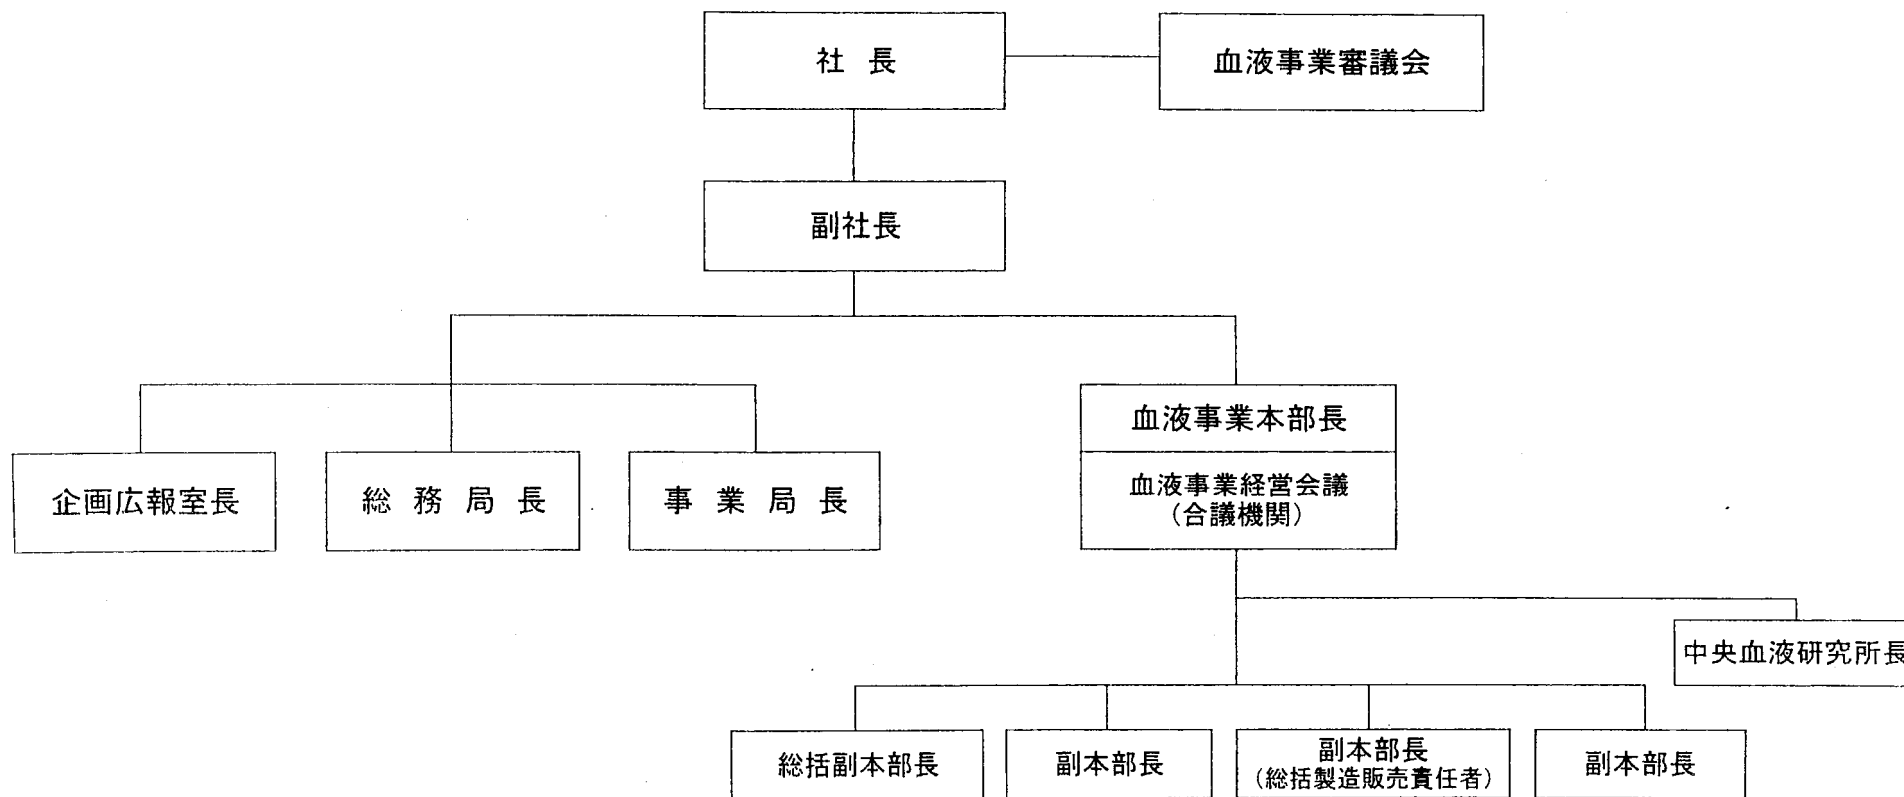 社長
血液事業審議会
副社長
血液事業本部長
企画広報室長
総務局長
事業局長
血液事業経営会議
(合議機関)
中央血液研究所長
総括副本部長
副本部長
副本部長
(総括製造販売責任者)
副本部長